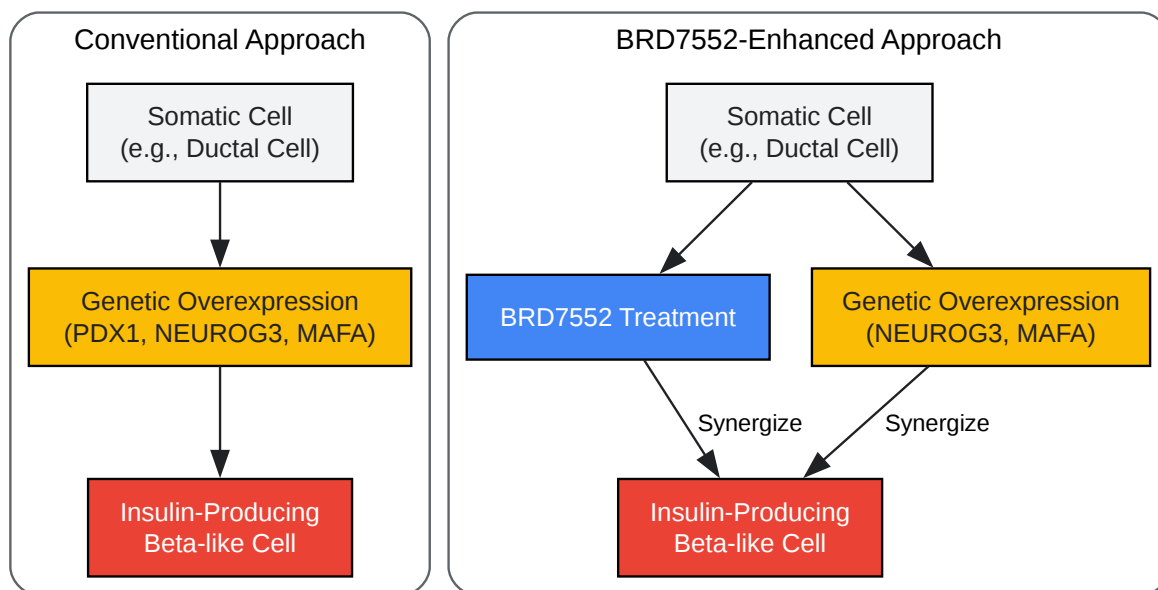 Conventional Approach
Somatic Cell
(e.g., Ductal Cell)
Genetic Overexpression
(PDX1, NEUROG3, MAFA)
Insulin-Producing
Beta-like Cell
BRD7552-Enhanced Approach
Somatic Cell
(e.g., Ductal Cell)
BRD7552 Treatment
Genetic Overexpression
(NEUROG3, MAFA)
Synergize
Synergize
Insulin-Producing
Beta-like Cell